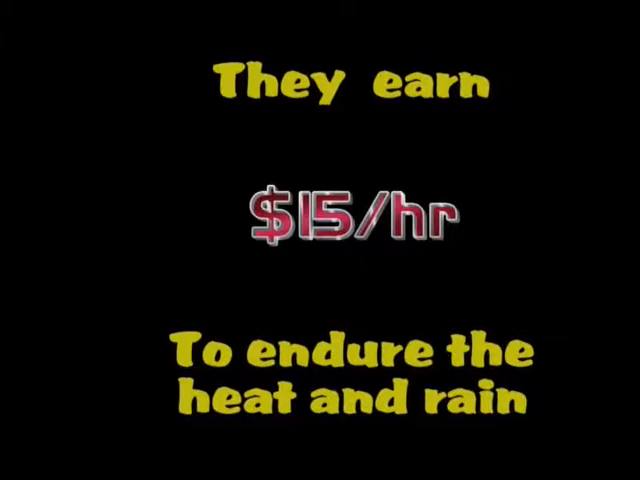 They earn
$15/hr
To endure the
heat and rain